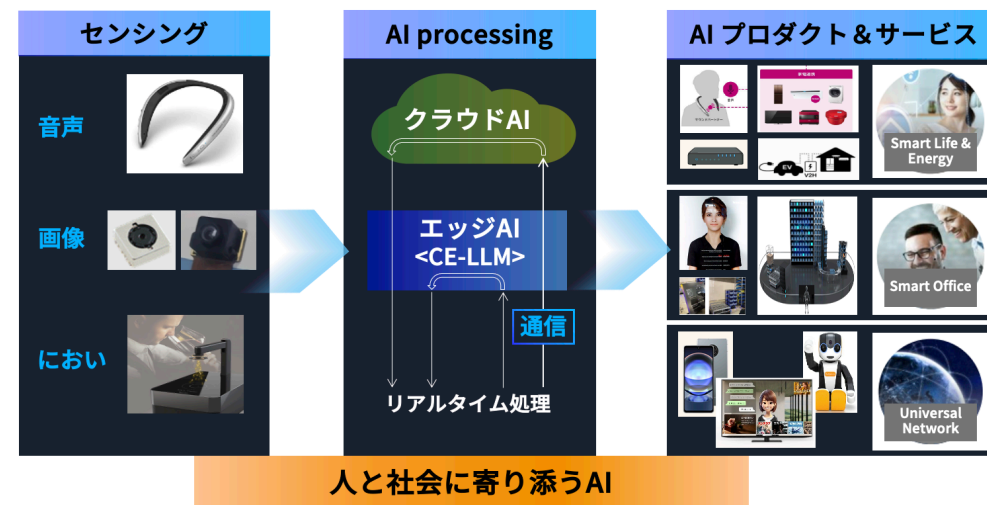 センシング
音声
画像
におい
AI processing
クラウドAI
エッジAI
<CE-LLM>
通信
リアルタイム処理
AI プロダクト＆サービス
EV
V2H
Smart Life &
Energy
Smart Office
Universal
Network
人と社会に寄り添うAI